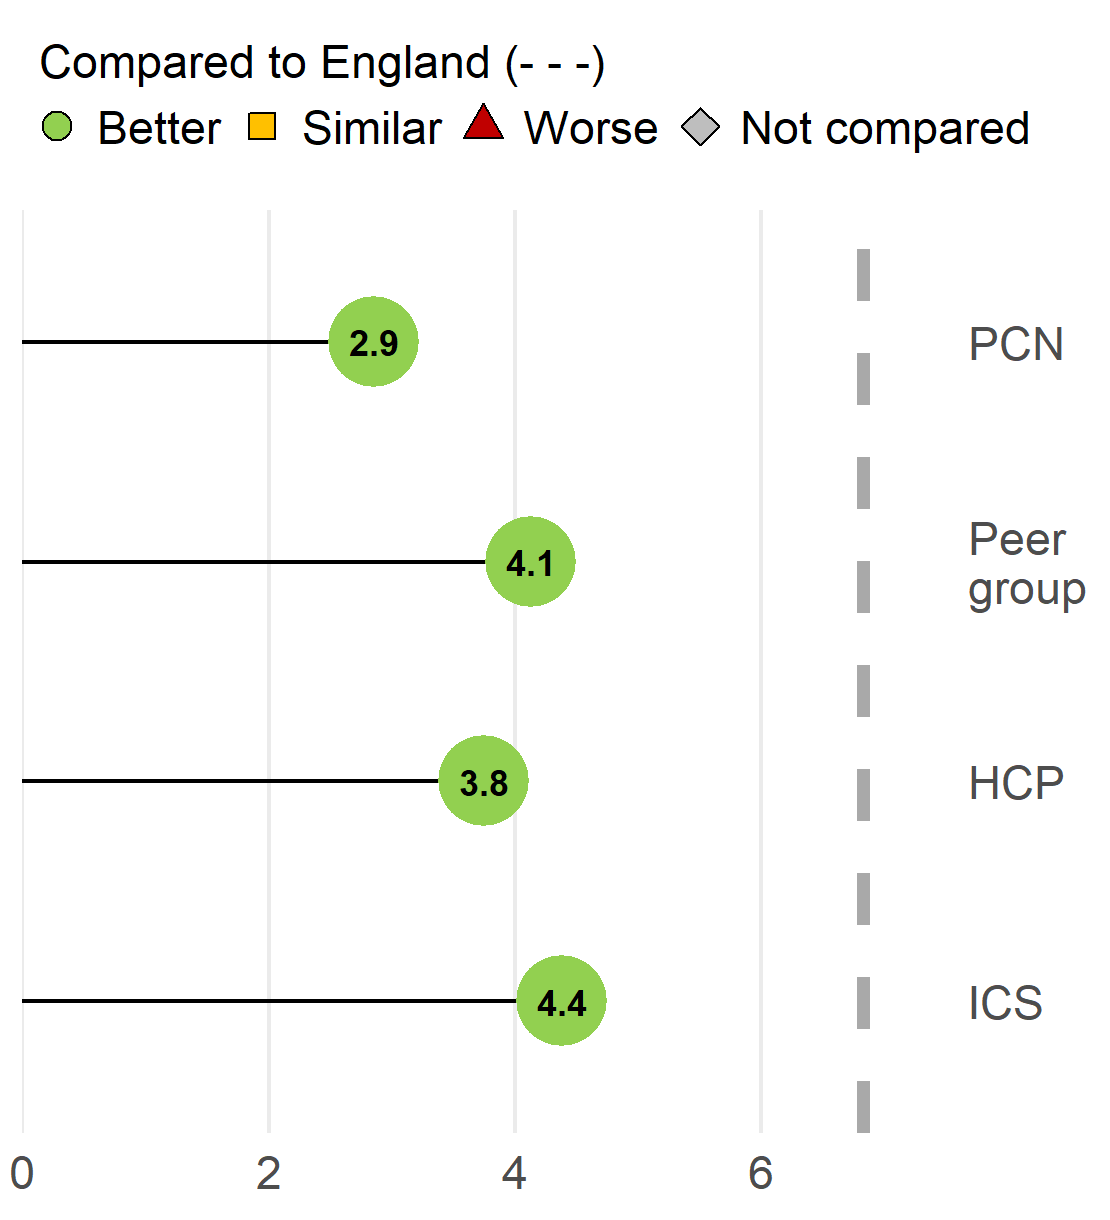 Compared to England (- - -)
Better Similar Worse Not compared
2.9 PCN
4.1 Peer
group
3.8 HCP
4.4 ICS
0 2 4 6